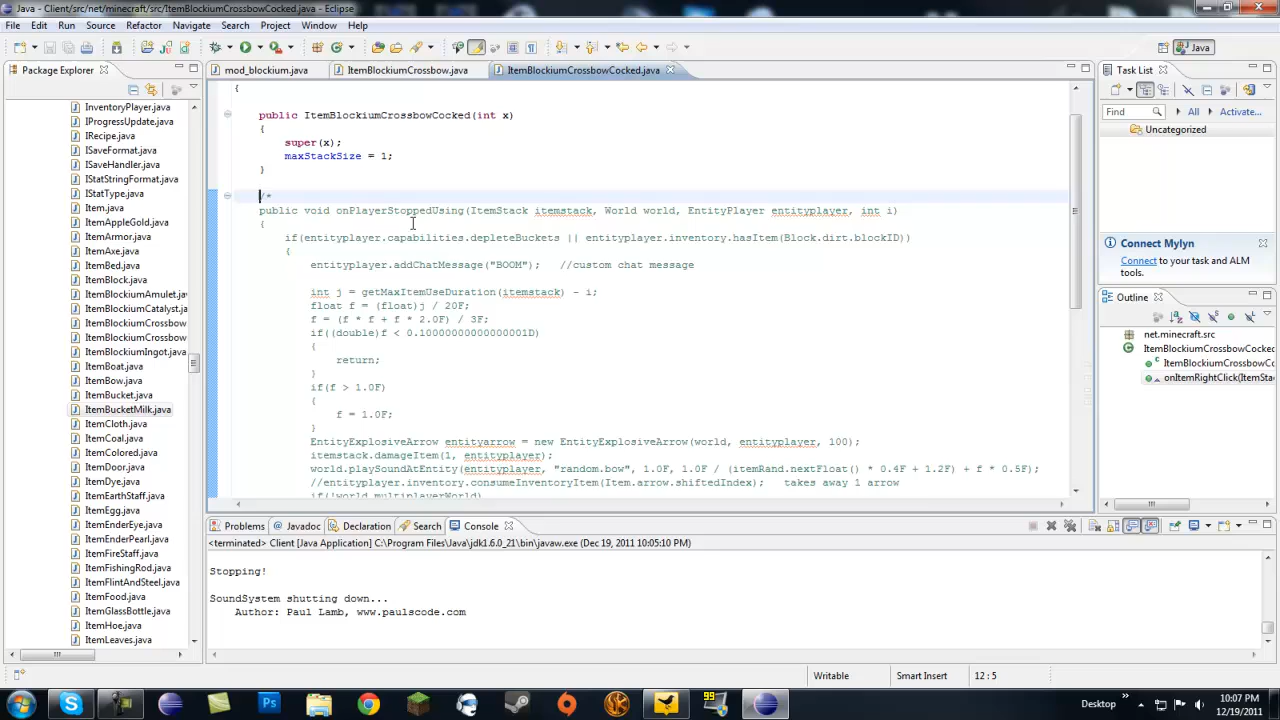 Java - Client/src/net/minecraft/src/ItemBlockiumCrossbowCocked.java - Eclipse
File Edit Run Source Refactor Navigate Search Project Window Help
Java
Package Explorer
InventoryPlayer.java
IProgressUpdate.java
IRecipe.java
ISaveFormat.java
ISaveHandler.java
IStatStringFormat.java
IStatType.java
Item.java
ItemAppleGold.java
ItemArmor.java
ItemAxe.java
ItemBed.java
ItemBlock.java
ItemBlockiumAmulet.java
ItemBlockiumCatalyst.java
ItemBlockiumCrossbow
ItemBlockiumCrossbow
ItemBlockiumIngot.java
ItemBoat.java
ItemBow.java
ItemBucket.java
ItemBucketMilk.java
ItemCloth.java
ItemCoal.java
ItemColored.java
ItemDoor.java
ItemDye.java
ItemEarthStaff.java
ItemEgg.java
ItemEnderEye.java
ItemEnderPearl.java
ItemFireStaff.java
ItemFishingRod.java
ItemFlintAndSteel.java
ItemFood.java
ItemGlassBottle.java
ItemHoe.java
ItemLeaves.java
mod_blockium.java ItemBlockiumCrossbow.java ItemBlockiumCrossbowCocked.java
{
public ItemBlockiumCrossbowCocked(int x)
{
super(x);
maxStackSize = 1;
}
/*
public void onPlayerStoppedUsing(ItemStack itemstack, World world, EntityPlayer entityplayer, int i)
{
if(entityplayer.capabilities.depleteBuckets || entityplayer.inventory.hasItem(Block.dirt.blockID))
{
entityplayer.addChatMessage("BOOM"); //custom chat message
int j = getMaxItemUseDuration(itemstack) - i;
float f = (float)j / 20F;
f = (f * f + f * 2.0F) / 3F;
if((double)f < 0.10000000000000001D)
{
return;
}
if(f > 1.0F)
{
f = 1.0F;
}
EntityExplosiveArrow entityarrow = new EntityExplosiveArrow(world, entityplayer, 100);
itemstack.damageItem(1, entityplayer);
world.playSoundAtEntity(entityplayer, "random.bow", 1.0F, 1.0F / (itemRand.nextFloat() * 0.4F + 1.2F) + f * 0.5F);
//entityplayer.inventory.consumeInventoryItem(Item.arrow.shiftedIndex); takes away 1 arrow
if(!world.multiplayerWorld)
Task List
Find All Activate...
Uncategorized
Connect Mylyn
Connect to your task and ALM
tools.
Outline
net.minecraft.src
ItemBlockiumCrossbowCocked
ItemBlockiumCrossbowC
onItemRightClick(ItemSta
Problems Javadoc Declaration Search Console
<terminated> Client [Java Application] C:\Program Files\Java\jdk1.6.0_21\bin\javaw.exe (Dec 19, 2011 10:05:10 PM)
Stopping!
SoundSystem shutting down...
Author: Paul Lamb, www.paulscode.com
Writable Smart Insert 12 : 5
Desktop
10:07 PM
12/19/2011